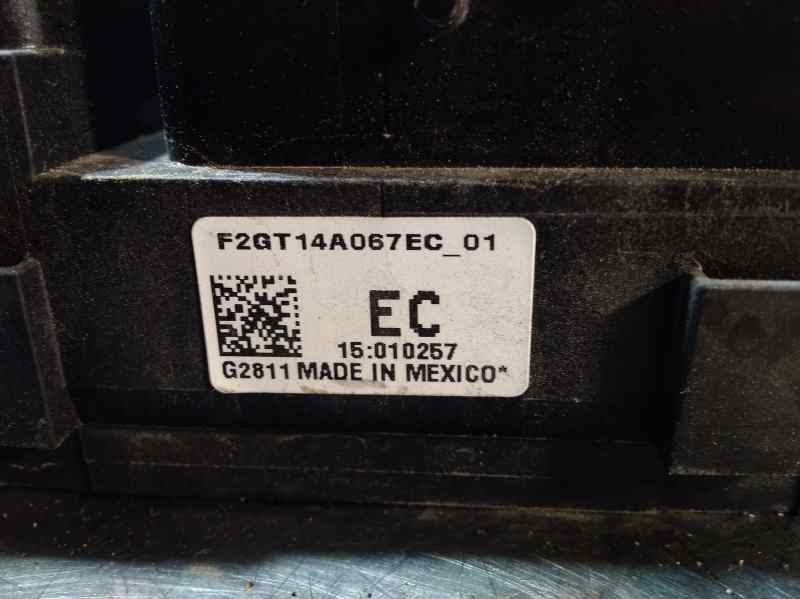 F2GT14A067EC_01
EC
15:010257
G2811 MADE IN MEXICO*